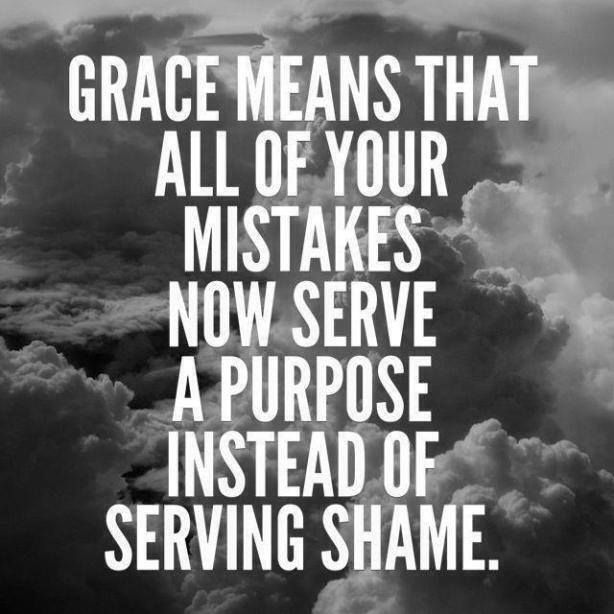 GRACE MEANS THAT
ALL OF YOUR
MISTAKES
NOW SERVE
A PURPOSE
INSTEAD OF
SERVING SHAME.